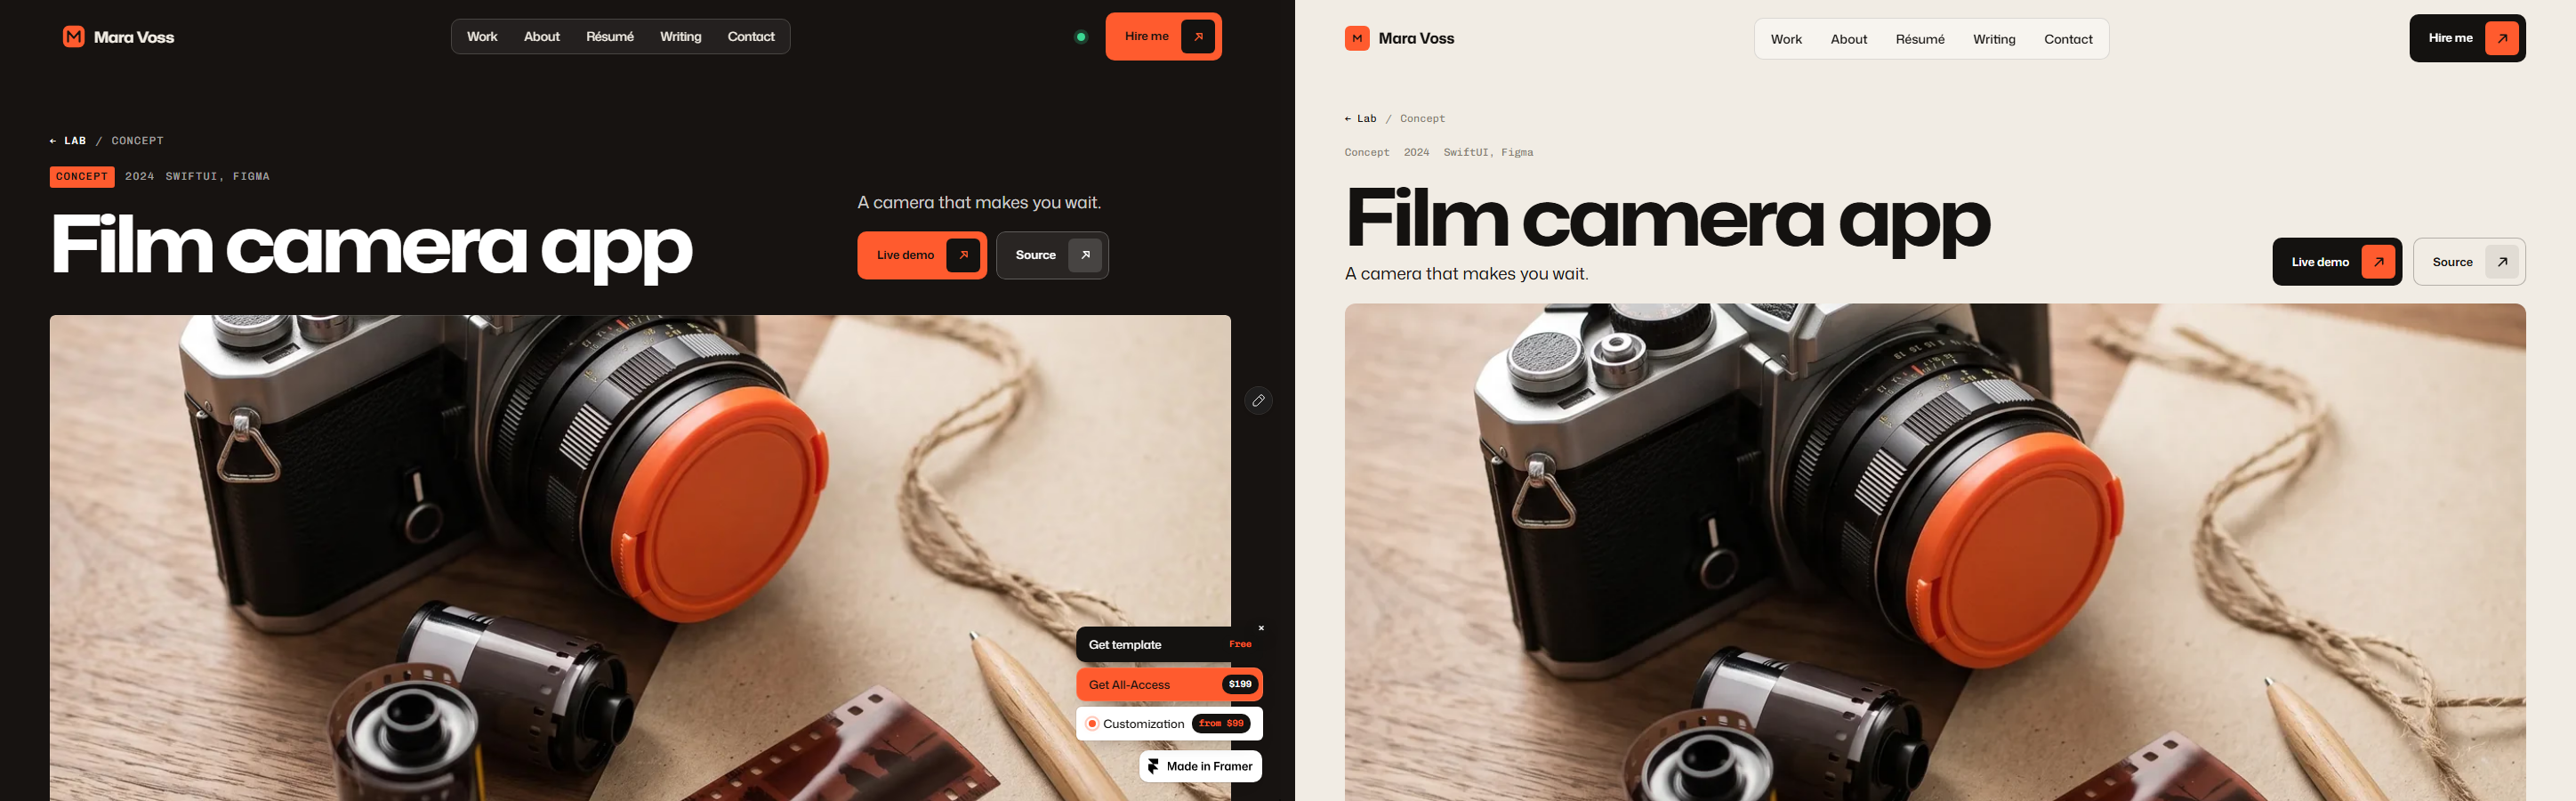 Mara Voss
Work About Résumé Writing Contact
Hire me
← LAB / CONCEPT
CONCEPT 2024 SWIFTUI, FIGMA
Film camera app
A camera that makes you wait.
Live demo
Source
×
Get template Free
Get All-Access $199
Customization from $99
Made in Framer
Mara Voss
Work About Résumé Writing Contact
Hire me
← Lab / Concept
Concept 2024 SwiftUI, Figma
Film camera app
A camera that makes you wait.
Live demo
Source